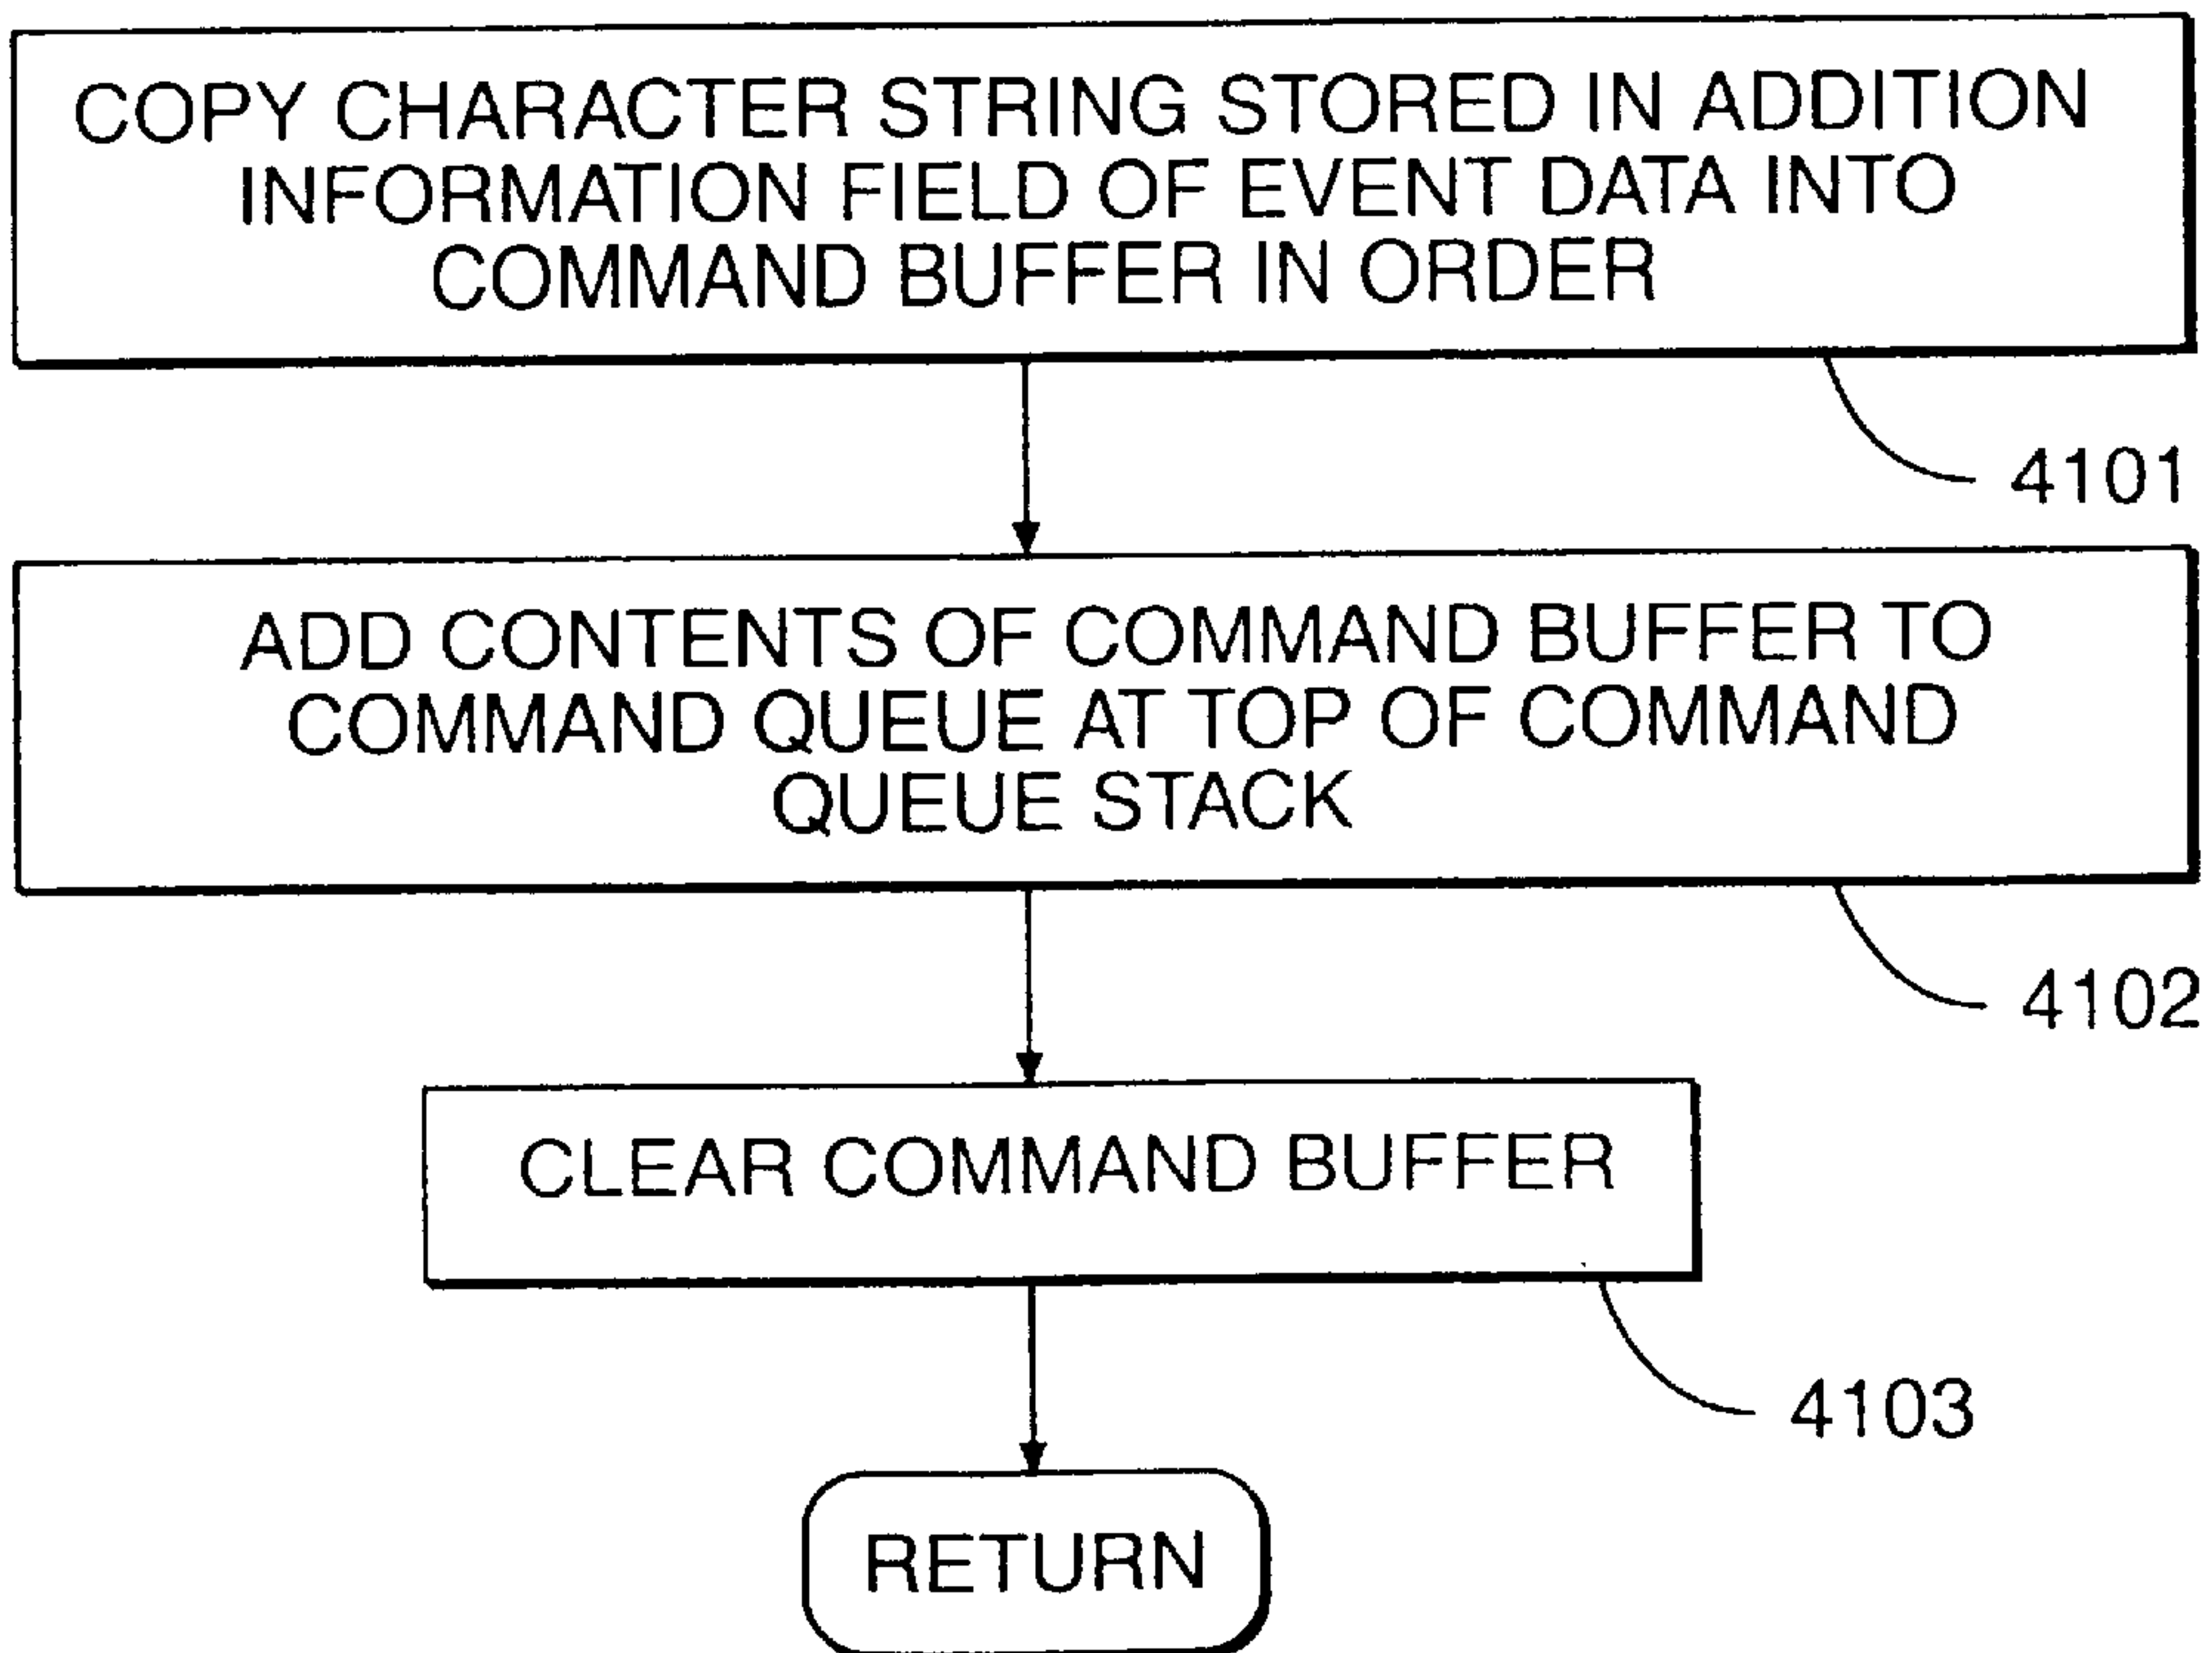 COPY CHARACTER STRING STORED IN ADDITION
INFORMATION FIELD OF EVENT DATA INTO
COMMAND BUFFER IN ORDER
4101
ADD CONTENTS OF COMMAND BUFFER TO
COMMAND QUEUE AT TOP OF COMMAND
QUEUE STACK
4102
CLEAR COMMAND BUFFER
4103
RETURN